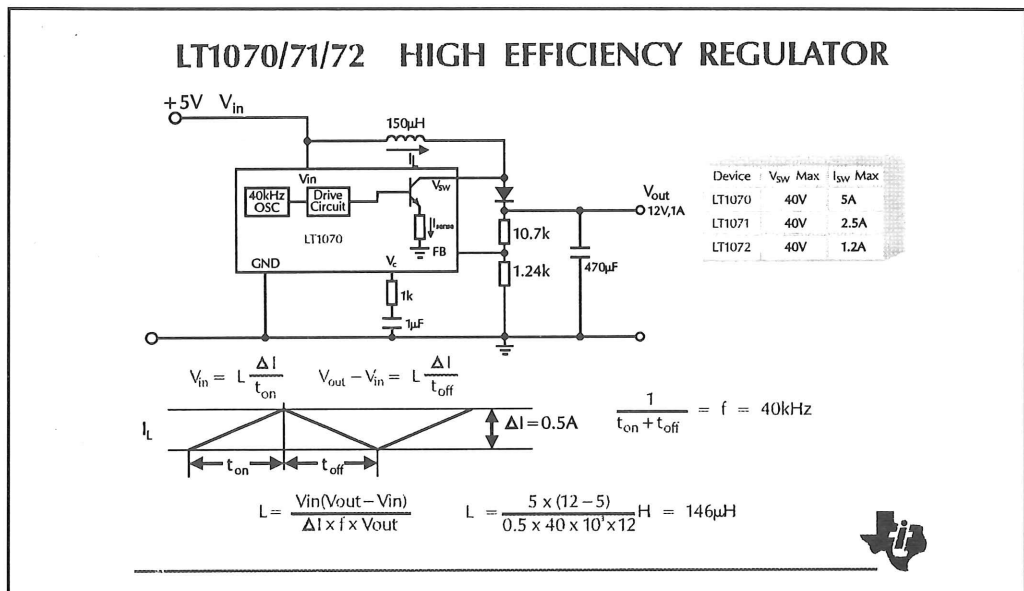 LT1070/71/72 HIGH EFFICIENCY REGULATOR
+5V Vin
150μH
IL
Vin
VSW
40kHz OSC
Drive Circuit
Isense
LT1070
FB
GND
Vc
1k
1μF
10.7k
1.24k
470μF
Vout
12V,1A
Device VSW Max ISW Max
LT1070 40V 5A
LT1071 40V 2.5A
LT1072 40V 1.2A
Vin = L ΔI / ton
Vout − Vin = L ΔI / toff
1 / ton + toff = f = 40kHz
IL
ΔI=0.5A
ton
toff
L = Vin(Vout−Vin) / ΔI x f x Vout
L = 5 x (12 − 5) / 0.5 x 40 x 10³ x 12 H = 146μH
i